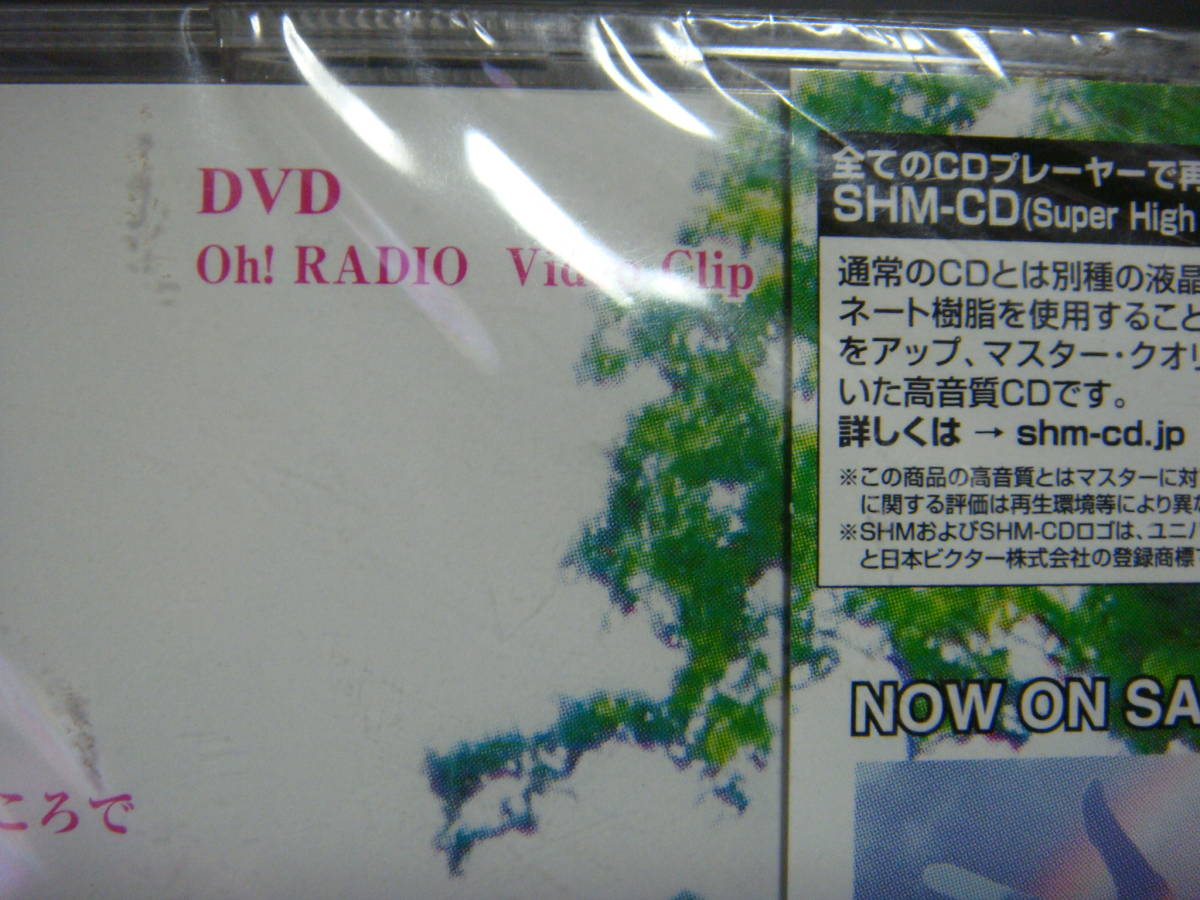 DVD
Oh! RADIO Video Clip
ころで
全てのCDプレーヤーで再
SHM-CD(Super High
通常のCDとは別種の液晶
ネート樹脂を使用すること
をアップ、マスター・クオリ
いた高音質CDです。
詳しくは → shm-cd.jp
※この商品の高音質とはマスターに対
に関する評価は再生環境等により異な
※SHMおよびSHM-CDロゴは、ユニバ
と日本ビクター株式会社の登録商標
NOW ON SA